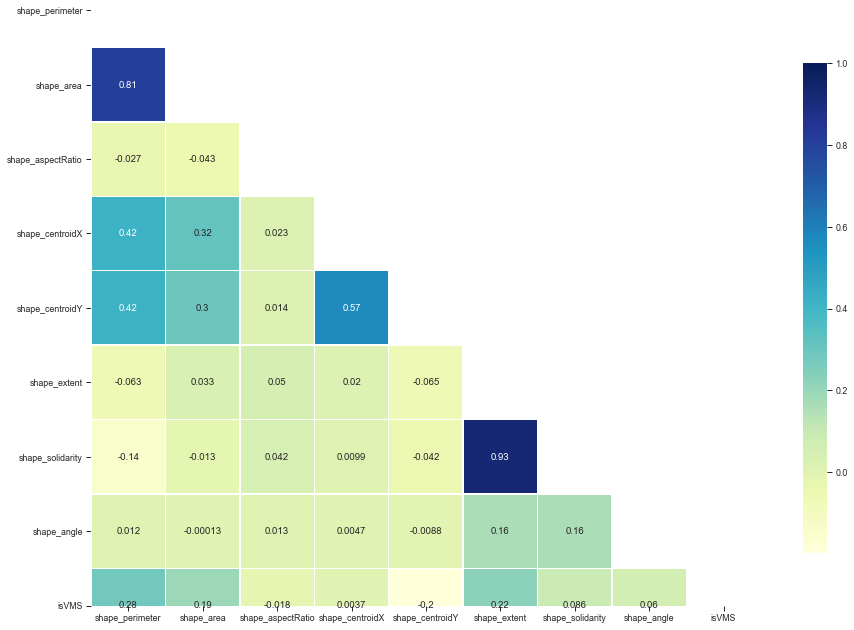 shape_perimeter
1.0
shape_area 0.81
0.8
shape_aspectRatio -0.027 -0.043
0.6
shape_centroidX 0.42 0.32 0.023
shape_centroidY 0.42 0.3 0.014 0.57
0.4
shape_extent -0.063 0.033 0.05 0.02 -0.065
0.2
shape_solidarity -0.14 -0.013 0.042 0.0099 -0.042 0.93
0.0
shape_angle 0.012 -0.00013 0.013 0.0047 -0.0088 0.16 0.16
isVMS 0.28 0.19 -0.018 0.0037 -0.2 0.22 0.086 0.06
shape_perimeter shape_area shape_aspectRatio shape_centroidX shape_centroidY shape_extent shape_solidarity shape_angle isVMS